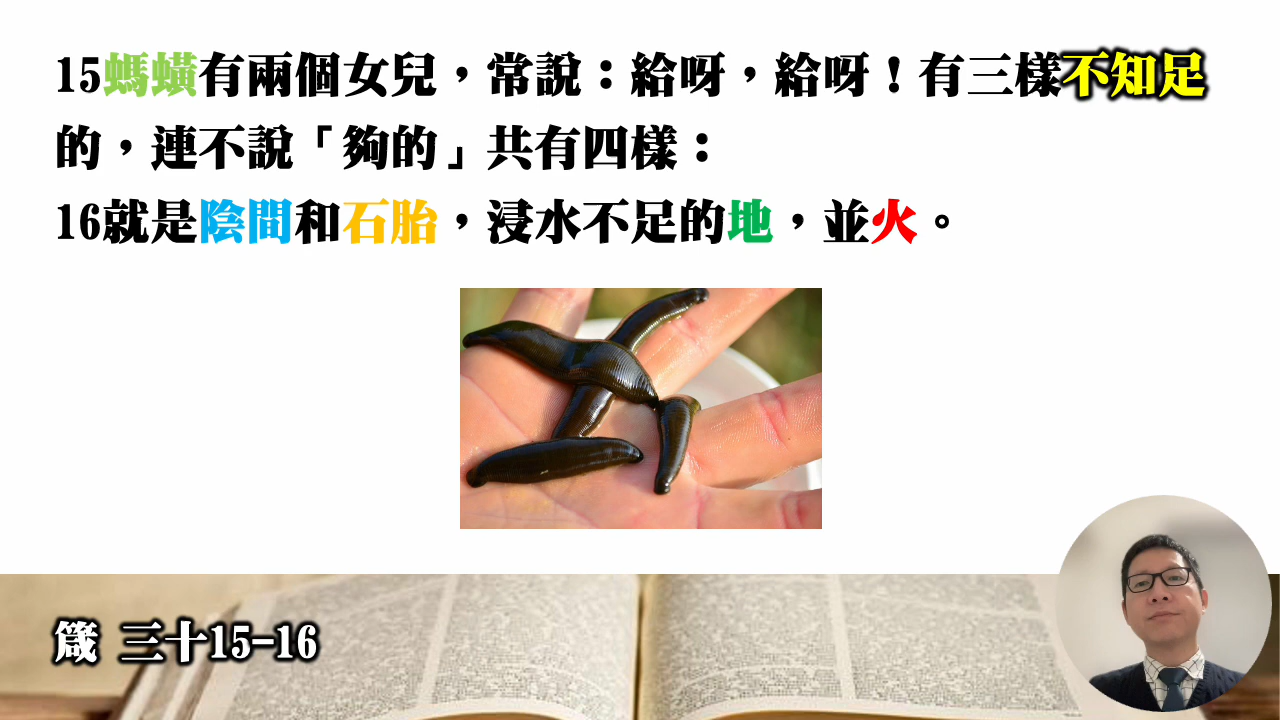 15螞蟥有兩個女兒，常說：給呀，給呀！有三樣不知足
的，連不說「夠的」共有四樣：
16就是陰間和石胎，浸水不足的地，並火。
箴 三十15-16